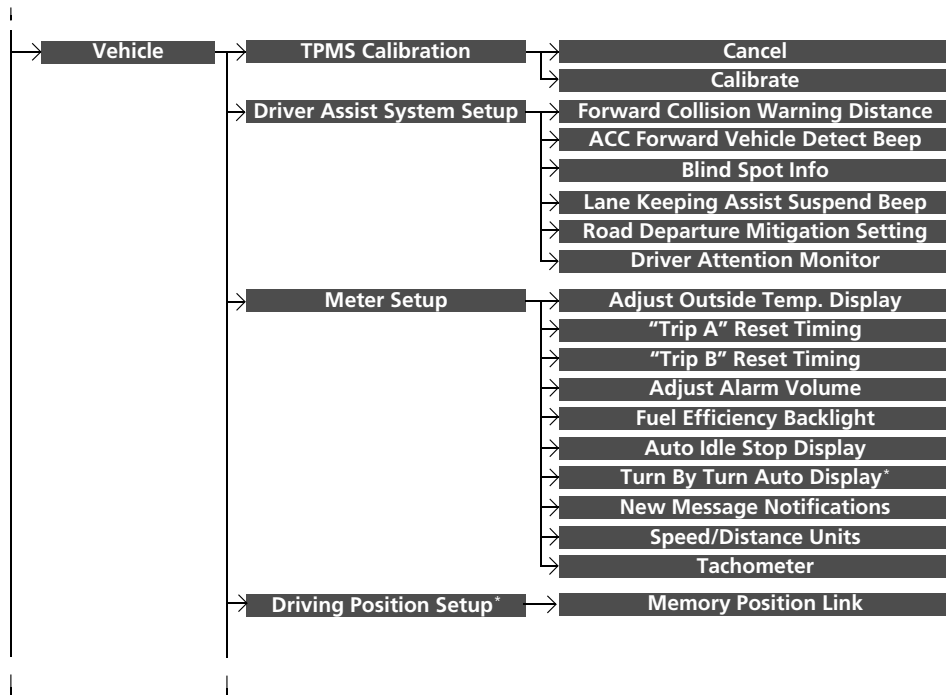 Vehicle
TPMS Calibration
Cancel
Calibrate
Driver Assist System Setup
Forward Collision Warning Distance
ACC Forward Vehicle Detect Beep
Blind Spot Info
Lane Keeping Assist Suspend Beep
Road Departure Mitigation Setting
Driver Attention Monitor
Meter Setup
Adjust Outside Temp. Display
“Trip A” Reset Timing
“Trip B” Reset Timing
Adjust Alarm Volume
Fuel Efficiency Backlight
Auto Idle Stop Display
Turn By Turn Auto Display*
New Message Notifications
Speed/Distance Units
Tachometer
Driving Position Setup*
Memory Position Link